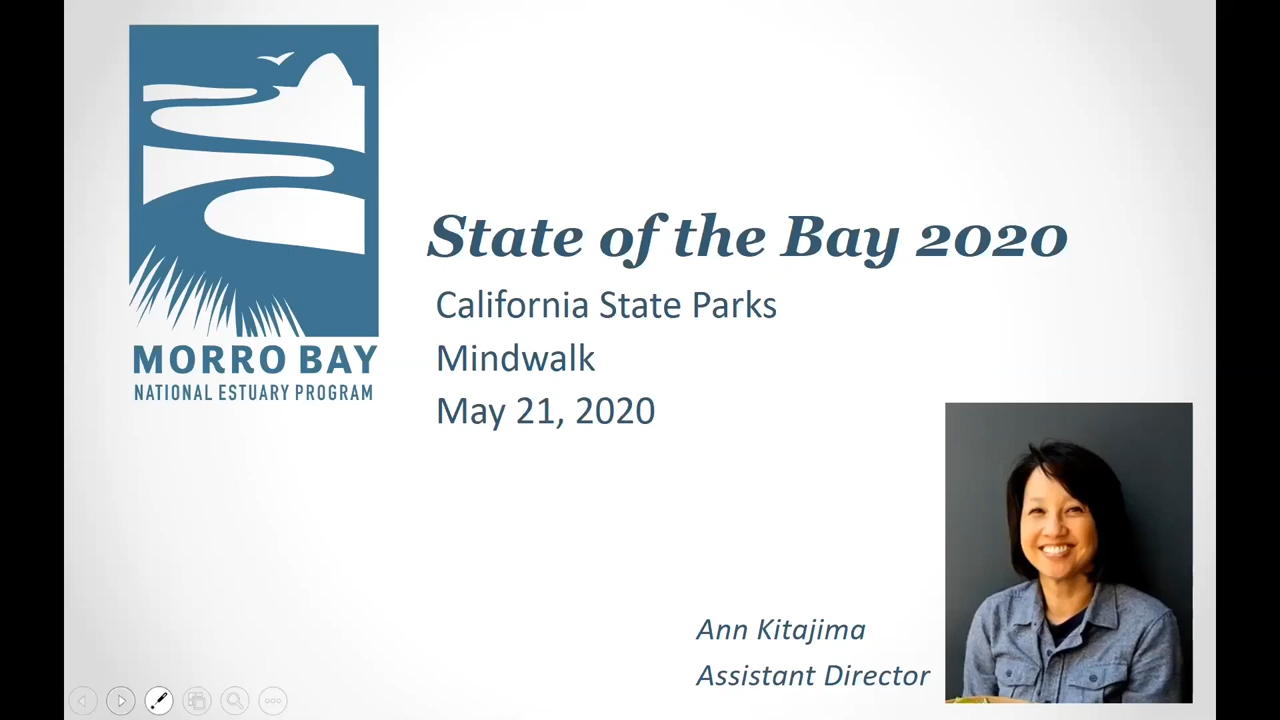 MORRO BAY
NATIONAL ESTUARY PROGRAM
State of the Bay 2020
California State Parks
Mindwalk
May 21, 2020
Ann Kitajima
Assistant Director